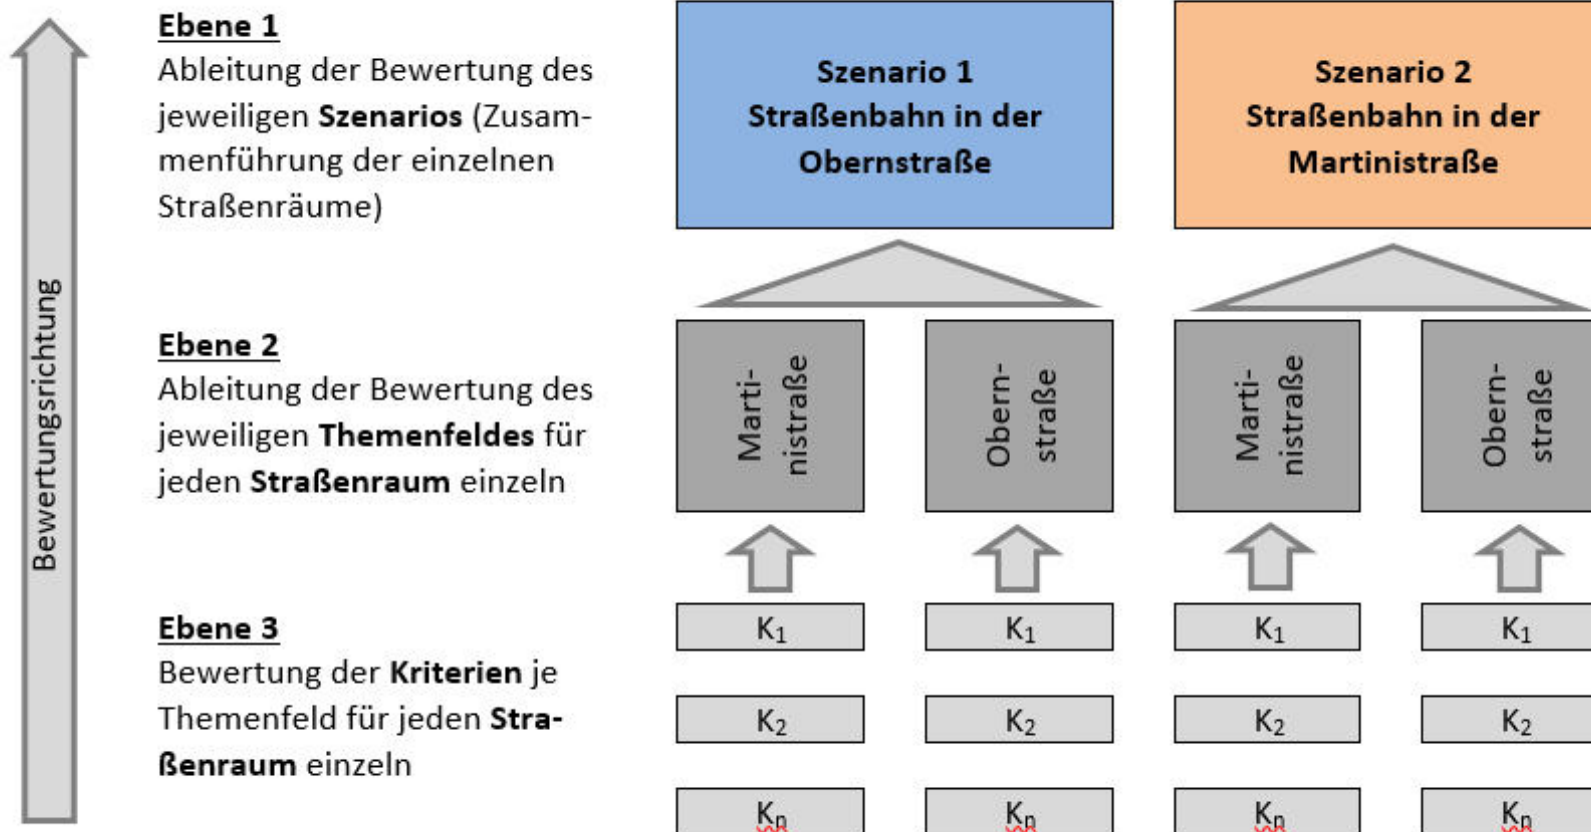 Bewertungsrichtung
Ebene 1
Ableitung der Bewertung des
jeweiligen Szenarios (Zusam-
menführung der einzelnen
Straßenräume)
Szenario 1
Straßenbahn in der
Obernstraße
Szenario 2
Straßenbahn in der
Martinistraße
Ebene 2
Ableitung der Bewertung des
jeweiligen Themenfeldes für
jeden Straßenraum einzeln
Marti-
nistraße
Obern-
straße
Marti-
nistraße
Obern-
straße
Ebene 3
Bewertung der Kriterien je
Themenfeld für jeden Stra-
ßenraum einzeln
K₁ K₁ K₁ K₁
K₂ K₂ K₂ K₂
Kₙ Kₙ Kₙ Kₙ